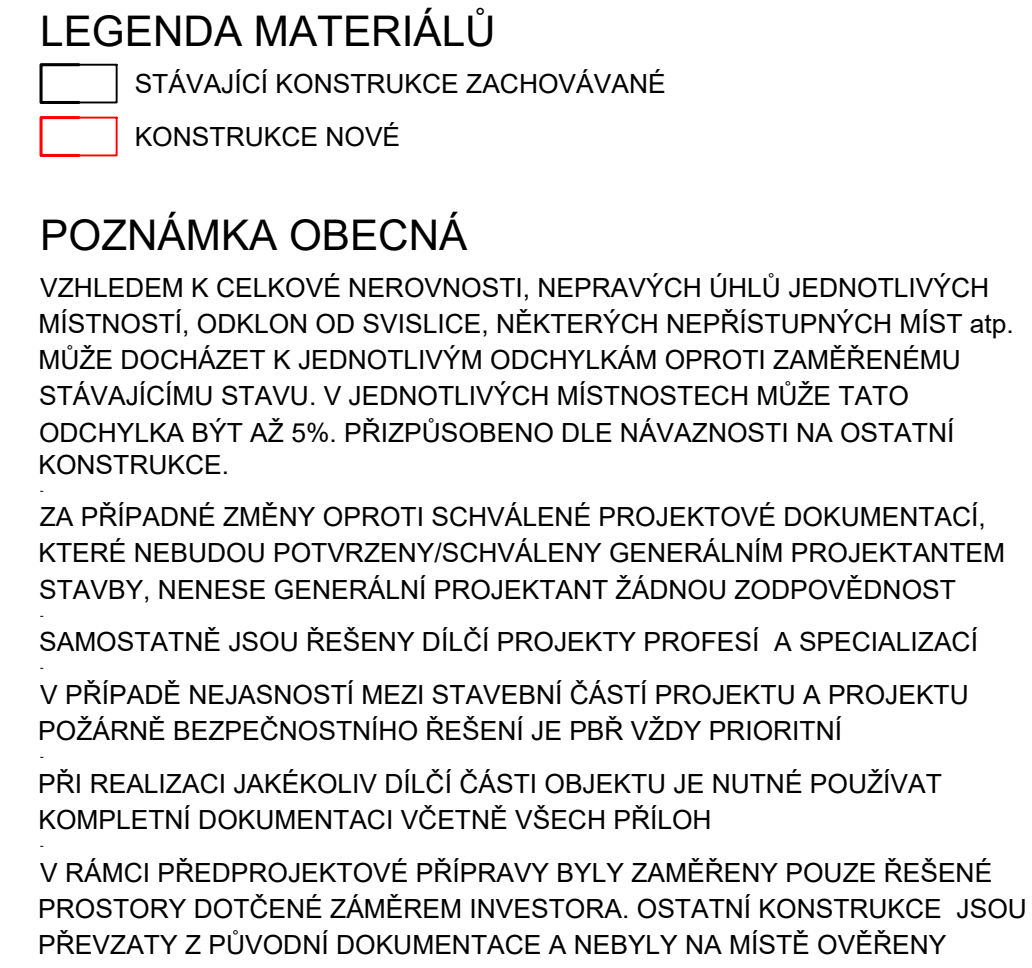 LEGENDA MATERIÁLŮ
STÁVAJÍCÍ KONSTRUKCE ZACHOVÁVANÉ
KONSTRUKCE NOVÉ
POZNÁMKA OBECNÁ
VZHLEDEM K CELKOVÉ NEROVNOSTI, NEPRAVÝCH ÚHLŮ JEDNOTLIVÝCH
MÍSTNOSTÍ, ODKLON OD SVISLICE, NĚKTERÝCH NEPŘÍSTUPNÝCH MÍST atp.
MŮŽE DOCHÁZET K JEDNOTLIVÝM ODCHYLKÁM OPROTI ZAMĚŘENÉMU
STÁVAJÍCÍMU STAVU. V JEDNOTLIVÝCH MÍSTNOSTECH MŮŽE TATO
ODCHYLKA BÝT AŽ 5%. PŘIZPŮSOBENO DLE NÁVAZNOSTI NA OSTATNÍ
KONSTRUKCE.
ZA PŘÍPADNÉ ZMĚNY OPROTI SCHVÁLENÉ PROJEKTOVÉ DOKUMENTACÍ,
KTERÉ NEBUDOU POTVRZENY/SCHVÁLENY GENERÁLNÍM PROJEKTANTEM
STAVBY, NENESE GENERÁLNÍ PROJEKTANT ŽÁDNOU ZODPOVĚDNOST
SAMOSTATNĚ JSOU ŘEŠENY DÍLČÍ PROJEKTY PROFESÍ  A SPECIALIZACÍ
V PŘÍPADĚ NEJASNOSTÍ MEZI STAVEBNÍ ČÁSTÍ PROJEKTU A PROJEKTU
POŽÁRNĚ BEZPEČNOSTNÍHO ŘEŠENÍ JE PBŘ VŽDY PRIORITNÍ
PŘI REALIZACI JAKÉKOLIV DÍLČÍ ČÁSTI OBJEKTU JE NUTNÉ POUŽÍVAT
KOMPLETNÍ DOKUMENTACI VČETNĚ VŠECH PŘÍLOH
V RÁMCI PŘEDPROJEKTOVÉ PŘÍPRAVY BYLY ZAMĚŘENY POUZE ŘEŠENÉ
PROSTORY DOTČENÉ ZÁMĚREM INVESTORA. OSTATNÍ KONSTRUKCE  JSOU
PŘEVZATY Z PŮVODNÍ DOKUMENTACE A NEBYLY NA MÍSTĚ OVĚŘENY